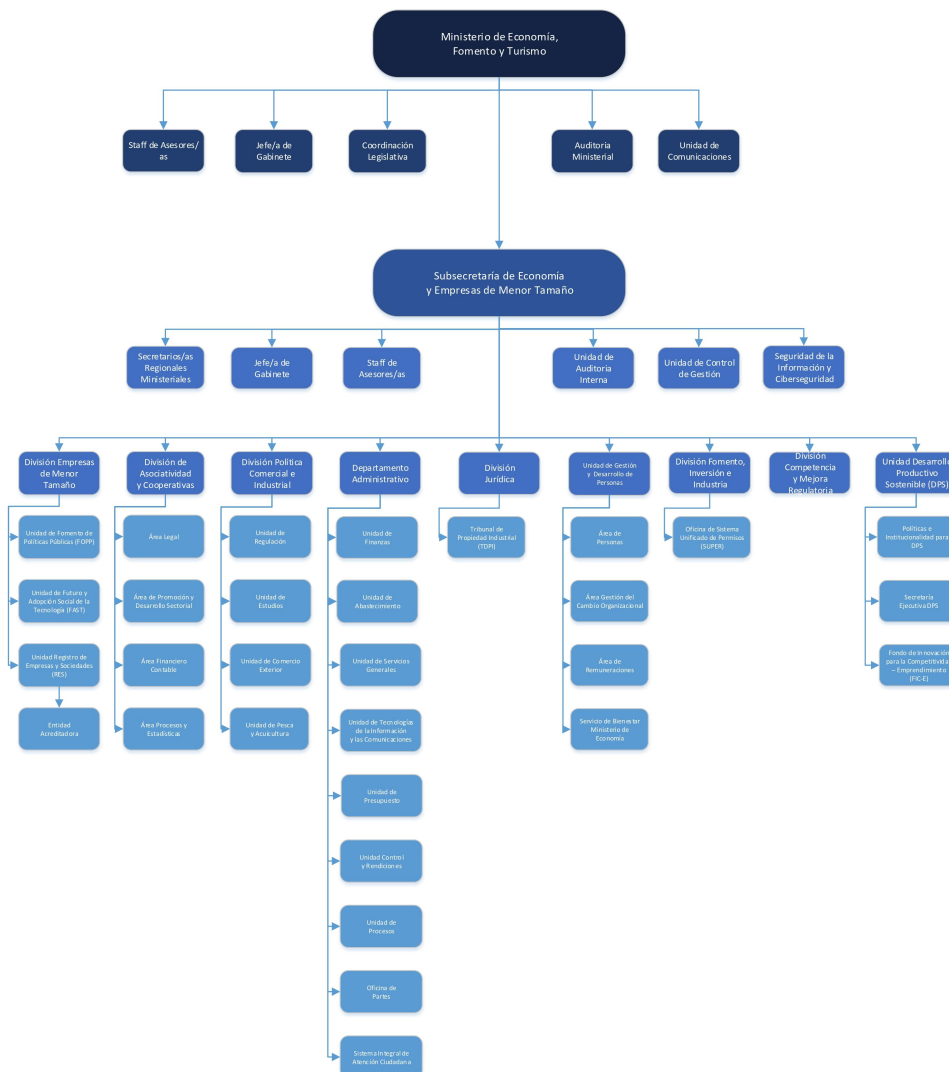 Ministerio de Economía,
Fomento y Turismo
Staff de Asesores/
as
Jefe/a de
Gabinete
Coordinación
Legislativa
Auditoria
Ministerial
Unidad de
Comunicaciones
Subsecretaría de Economía
y Empresas de Menor Tamaño
Secretarios/as
Regionales
Ministeriales
Jefe/a de
Gabinete
Staff de
Asesores/as
Unidad de
Auditoria
Interna
Unidad de Control
de Gestión
Seguridad de la
Información y
Ciberseguridad
División Empresas
de Menor
Tamaño
División de
Asociatividad
y Cooperativas
División Política
Comercial e
Industrial
Departamento
Administrativo
División
Jurídica
Unidad de Gestión
y Desarrollo de
Personas
División Fomento,
Inversión e
Industria
División
Competencia
y Mejora
Regulatoria
Unidad Desarrollo
Productivo
Sostenible (DPS)
Unidad de Fomento de
Políticas Públicas (FOPP)
Unidad de Futuro y
Adopción Social de la
Tecnología (FAST)
Unidad Registro de
Empresas y Sociedades
(RES)
Entidad
Acreditadora
Área Legal
Área de Promoción y
Desarrollo Sectorial
Área Financiero
Contable
Área Procesos y
Estadísticas
Unidad de
Regulación
Unidad de
Estudios
Unidad de Comercio
Exterior
Unidad de Pesca
y Acuicultura
Unidad de
Finanzas
Unidad de
Abastecimiento
Unidad de Servicios
Generales
Unidad de Tecnologías
de la Información
y las Comunicaciones
Unidad de
Presupuesto
Unidad Control
y Rendiciones
Unidad de
Procesos
Oficina de
Partes
Sistema Integral de
Atención Ciudadana
Tribunal de
Propiedad Industrial
(TDPI)
Área de
Personas
Área Gestión del
Cambio Organizacional
Área de
Remuneraciones
Servicio de Bienestar
Ministerio de
Economía
Oficina de Sistema
Unificado de Permisos
(SUPER)
Políticas e
Institucionalidad para
DPS
Secretaría
Ejecutiva DPS
Fondo de Innovación
para la Competitividad
– Emprendimiento
(FIC-E)